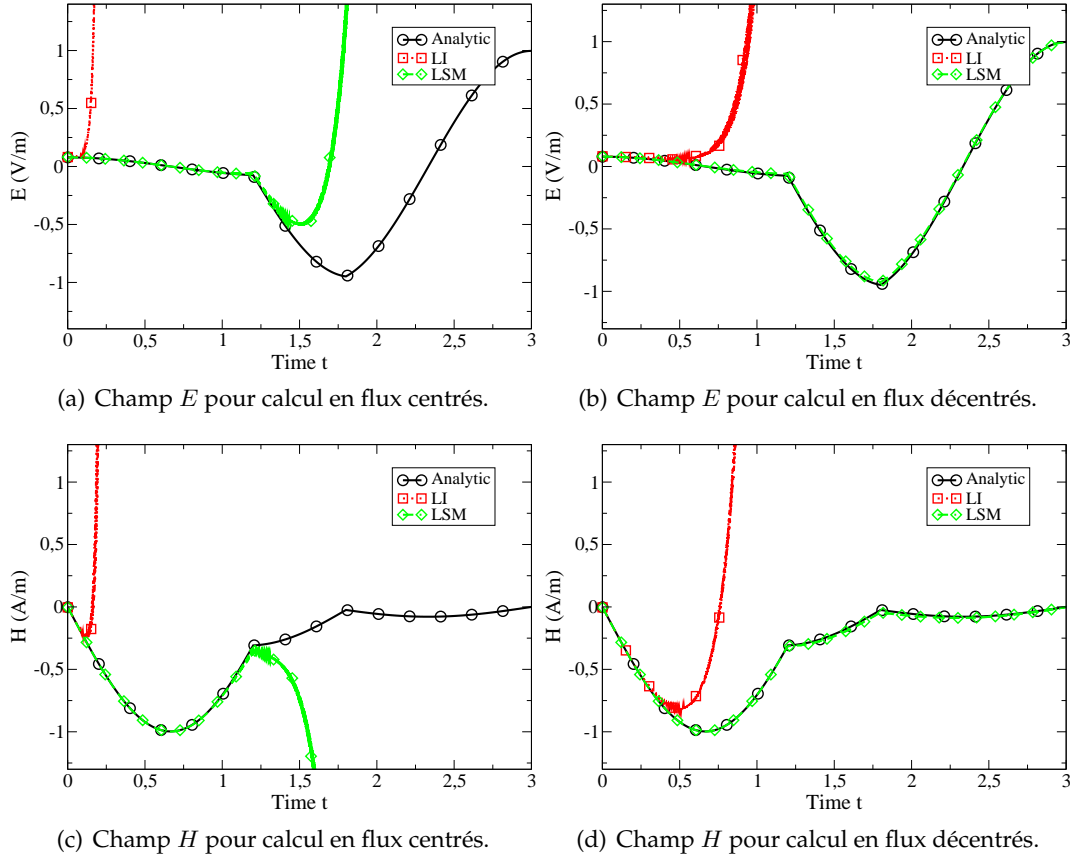 1
0,5
0
-0,5
-1
E (V/m)
0 0,5 1 1,5 2 2,5 3
Time t
Analytic
LI
LSM
(a) Champ E pour calcul en flux centrés.
1
0,5
0
-0,5
-1
E (V/m)
0 0,5 1 1,5 2 2,5 3
Time t
Analytic
LI
LSM
(b) Champ E pour calcul en flux décentrés.
1
0,5
0
-0,5
-1
H (A/m)
0 0,5 1 1,5 2 2,5 3
Time t
Analytic
LI
LSM
(c) Champ H pour calcul en flux centrés.
1
0,5
0
-0,5
-1
H (A/m)
0 0,5 1 1,5 2 2,5 3
Time t
Analytic
LI
LSM
(d) Champ H pour calcul en flux décentrés.